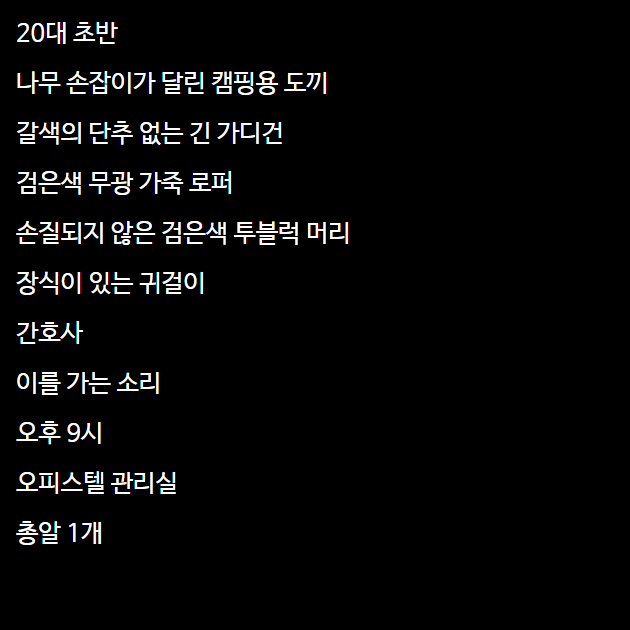 20대 초반
나무 손잡이가 달린 캠핑용 도끼
갈색의 단추 없는 긴 가디건
검은색 무광 가죽 로퍼
손질되지 않은 검은색 투블럭 머리
장식이 있는 귀걸이
간호사
이를 가는 소리
오후 9시
오피스텔 관리실
총알 1개